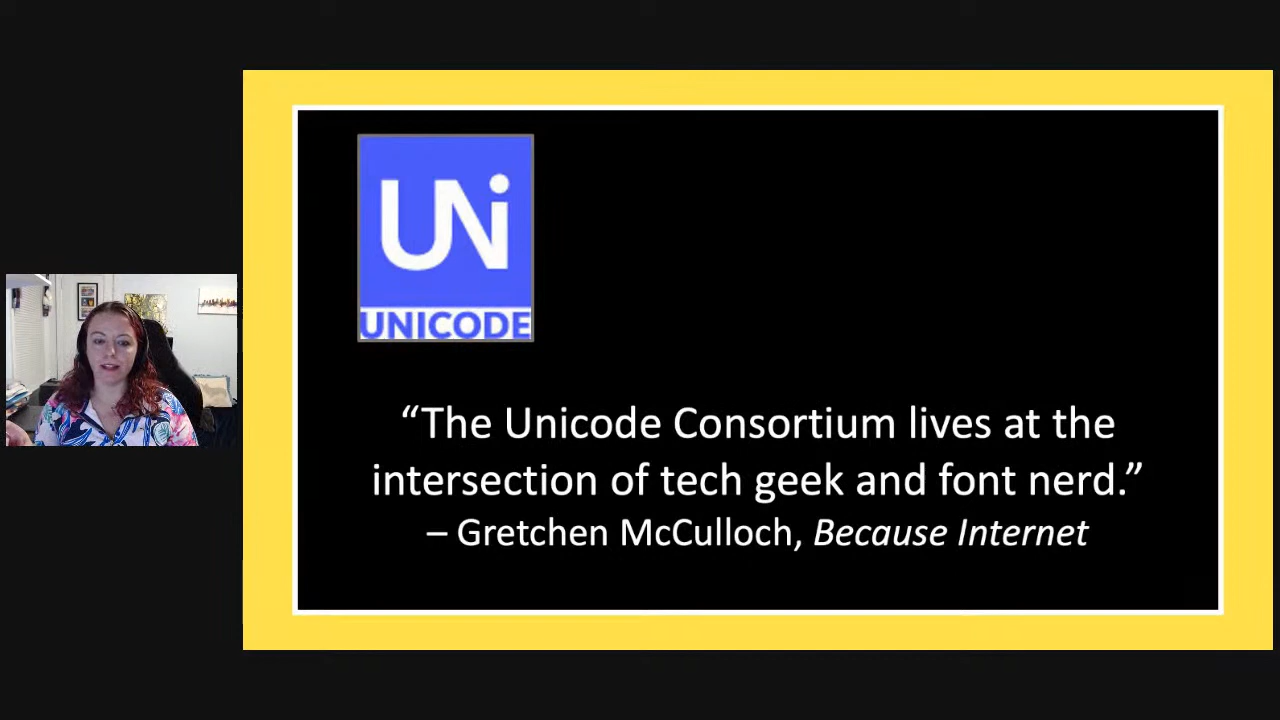 UNi
UNICODE
“The Unicode Consortium lives at the
intersection of tech geek and font nerd.”
– Gretchen McCulloch, Because Internet